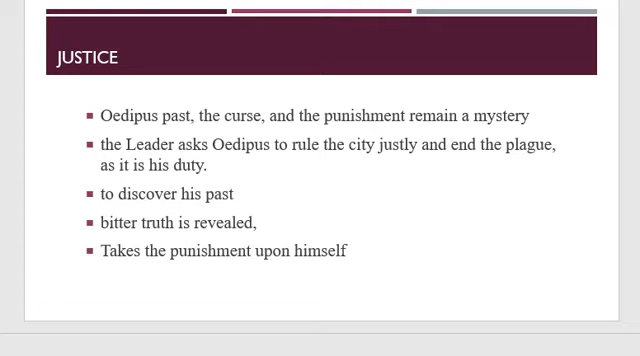 JUSTICE
▪ Oedipus past, the curse, and the punishment remain a mystery
▪ the Leader asks Oedipus to rule the city justly and end the plague,
as it is his duty.
▪ to discover his past
▪ bitter truth is revealed,
▪ Takes the punishment upon himself